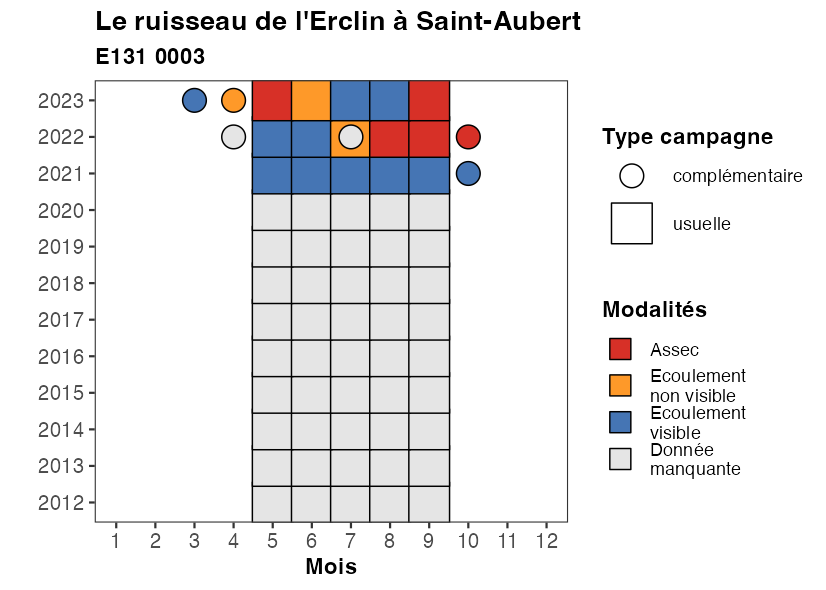 Le ruisseau de l'Erclin à Saint-Aubert
E131 0003
2023
2022
2021
2020
2019
2018
2017
2016
2015
2014
2013
2012
1 2 3 4 5 6 7 8 9 10 11 12
Mois
Type campagne
complémentaire
usuelle
Modalités
Assec
Ecoulement
non visible
Ecoulement
visible
Donnée
manquante